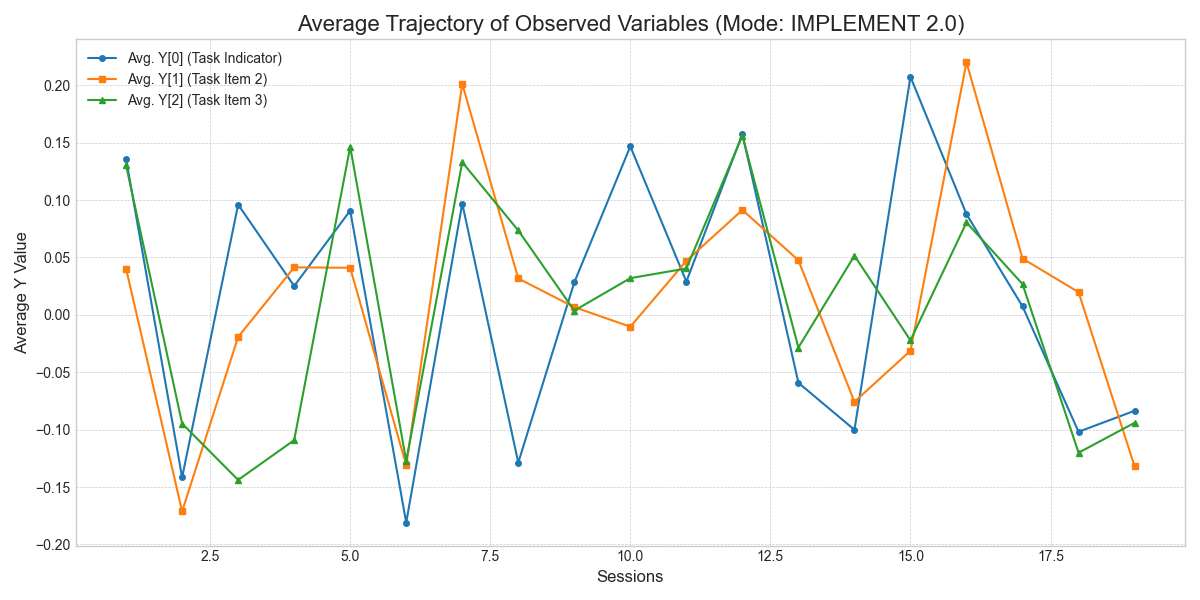 Average Trajectory of Observed Variables (Mode: IMPLEMENT 2.0)
Avg. Y[0] (Task Indicator)
Avg. Y[1] (Task Item 2)
Avg. Y[2] (Task Item 3)
Average Y Value
0.20
0.15
0.10
0.05
0.00
−0.05
−0.10
−0.15
−0.20
2.5 5.0 7.5 10.0 12.5 15.0 17.5
Sessions